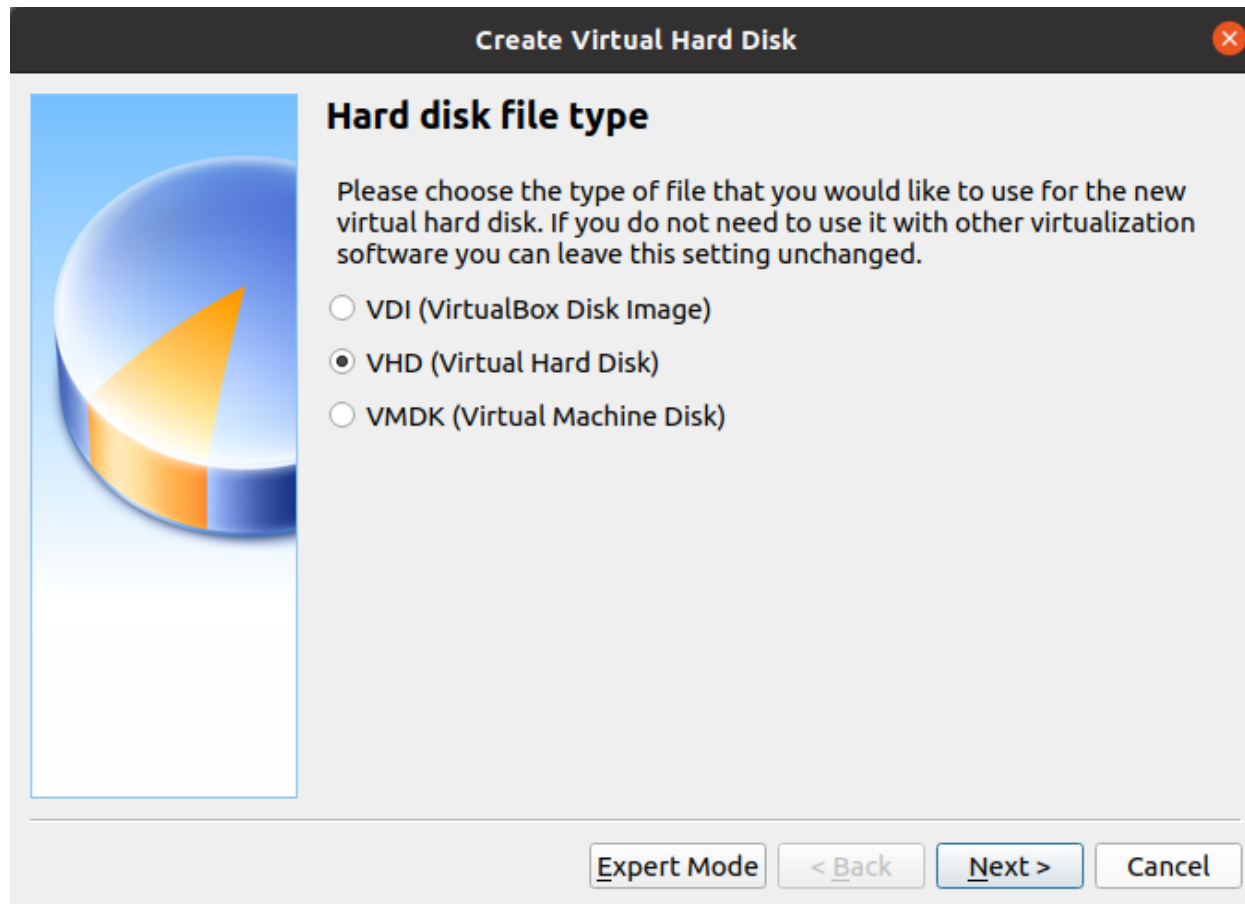 Create Virtual Hard Disk
Hard disk file type
Please choose the type of file that you would like to use for the new
virtual hard disk. If you do not need to use it with other virtualization
software you can leave this setting unchanged.
VDI (VirtualBox Disk Image)
VHD (Virtual Hard Disk)
VMDK (Virtual Machine Disk)
Expert Mode < Back Next > Cancel